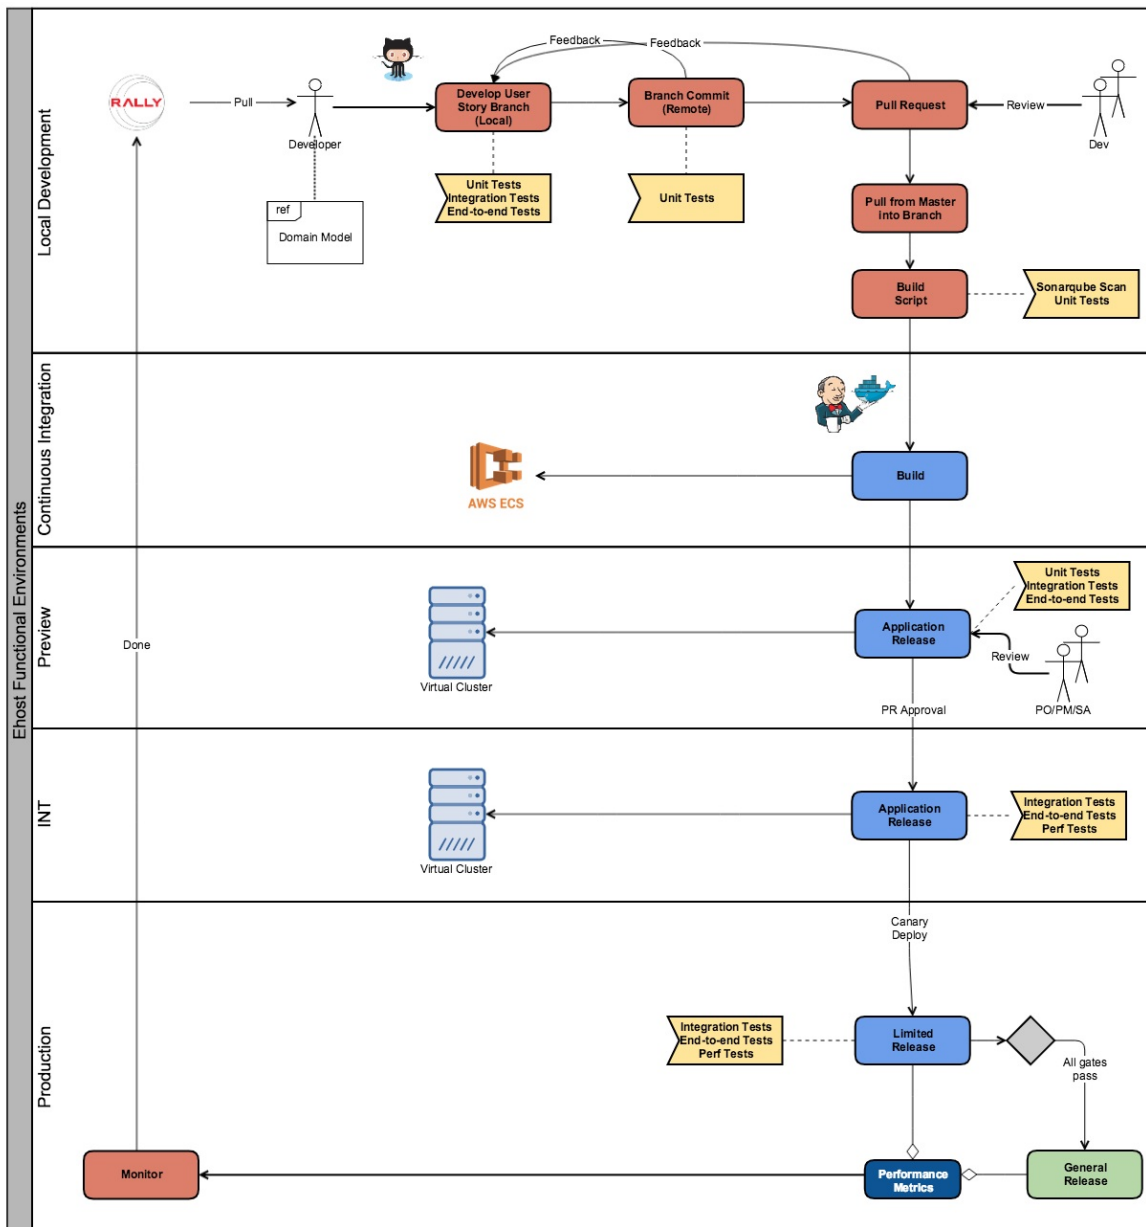 Ehost Functional Environments
Local Development
RALLY
Pull
Developer
ref
Domain Model
Feedback
Feedback
Develop User
Story Branch
(Local)
Branch Commit
(Remote)
Pull Request
Review
Dev
Unit Tests
Integration Tests
End-to-end Tests
Unit Tests
Pull from Master
into Branch
Build
Script
Sonarqube Scan
Unit Tests
Continuous Integration
AWS ECS
Build
Preview
Done
Virtual Cluster
Application
Release
Unit Tests
Integration Tests
End-to-end Tests
Review
PO/PM/SA
PR Approval
INT
Virtual Cluster
Application
Release
Integration Tests
End-to-end Tests
Perf Tests
Production
Canary
Deploy
Integration Tests
End-to-end Tests
Perf Tests
Limited
Release
All gates
pass
Monitor
Performance
Metrics
General
Release